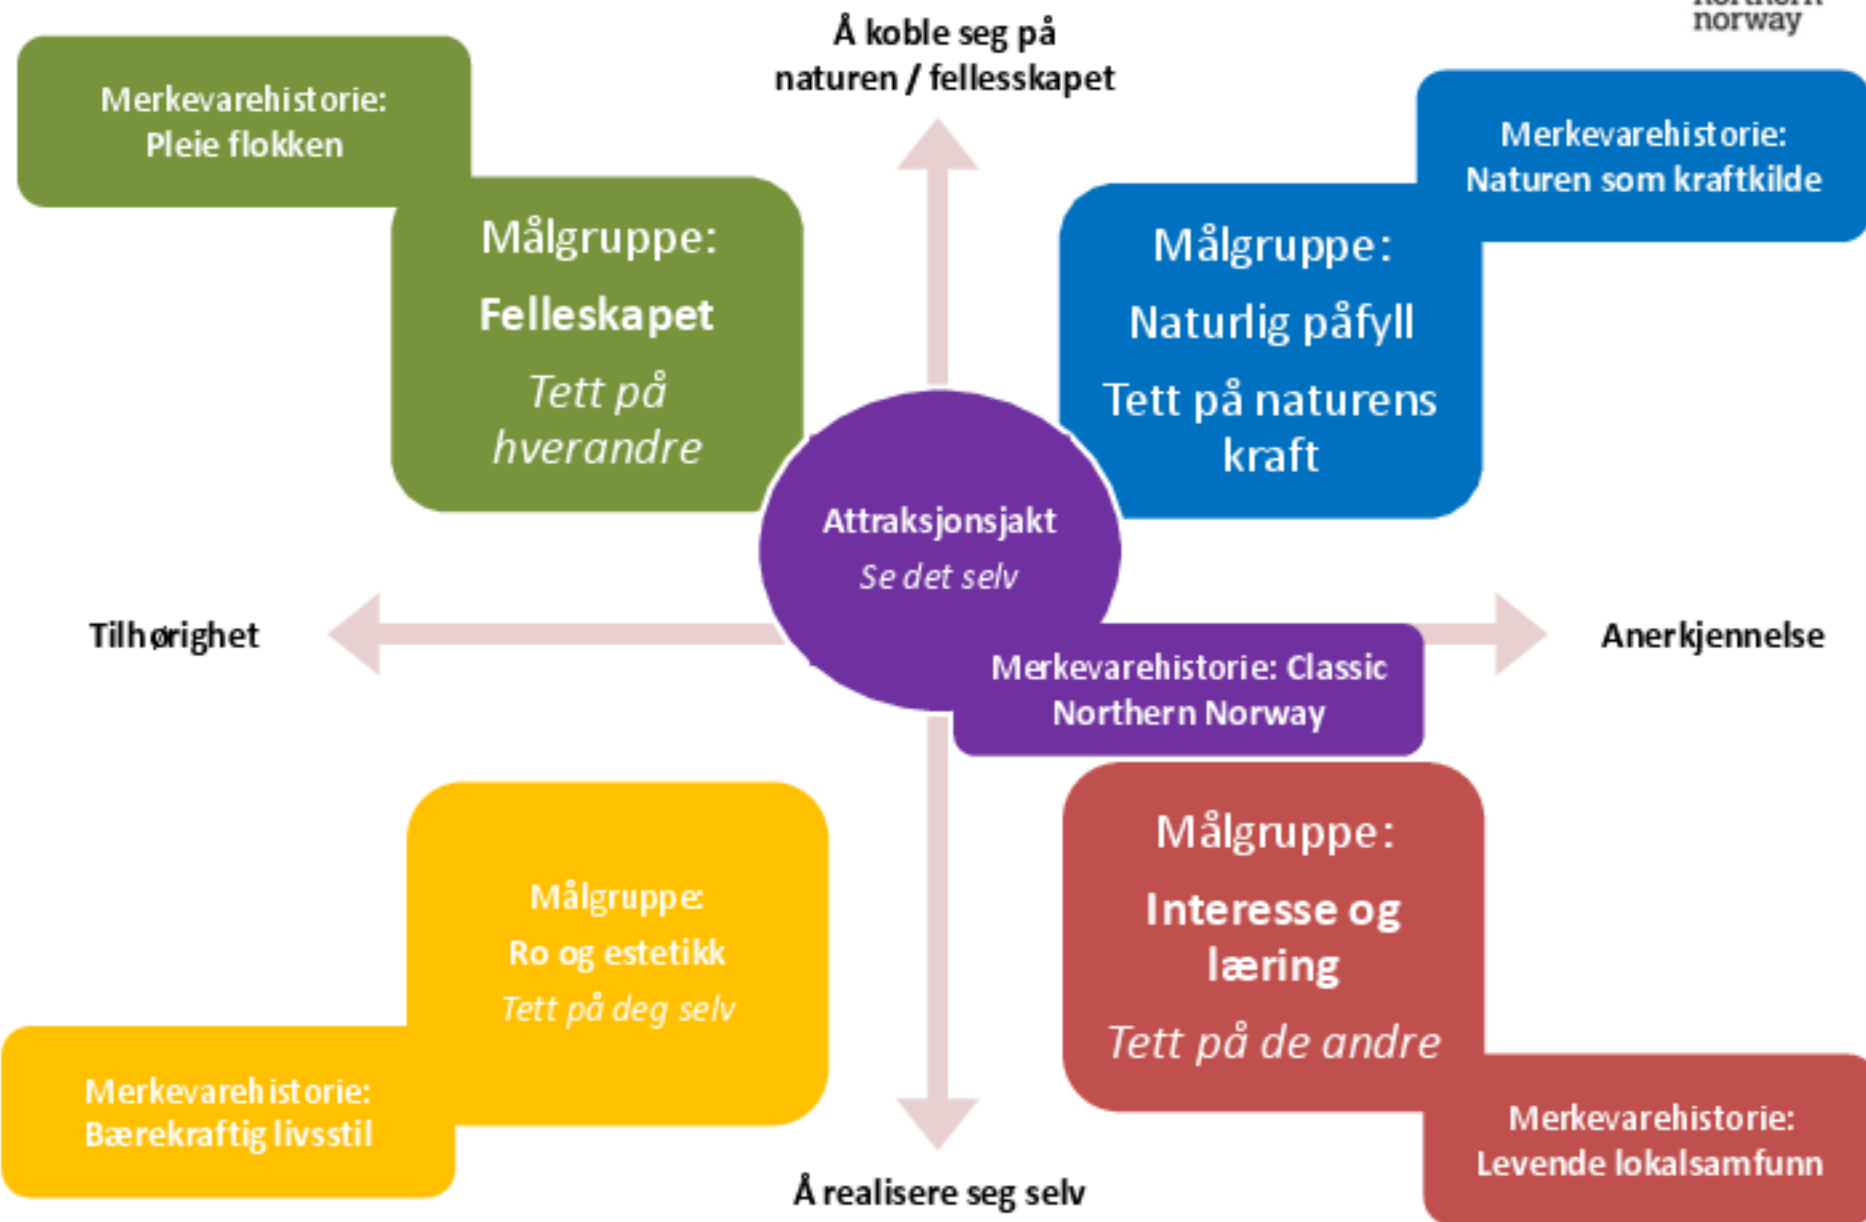 norway
Å koble seg på
naturen / fellesskapet
Merkevarehistorie:
Pleie flokken
Merkevarehistorie:
Naturen som kraftkilde
Målgruppe:
Felleskapet
Tett på
hverandre
Målgruppe:
Naturlig påfyll
Tett på naturens
kraft
Attraksjonsjakt
Se det selv
Tilhørighet
Anerkjennelse
Merkevarehistorie: Classic
Northern Norway
Målgruppe:
Ro og estetikk
Tett på deg selv
Målgruppe:
Interesse og
læring
Tett på de andre
Merkevarehistorie:
Bærekraftig livsstil
Merkevarehistorie:
Levende lokalsamfunn
Å realisere seg selv